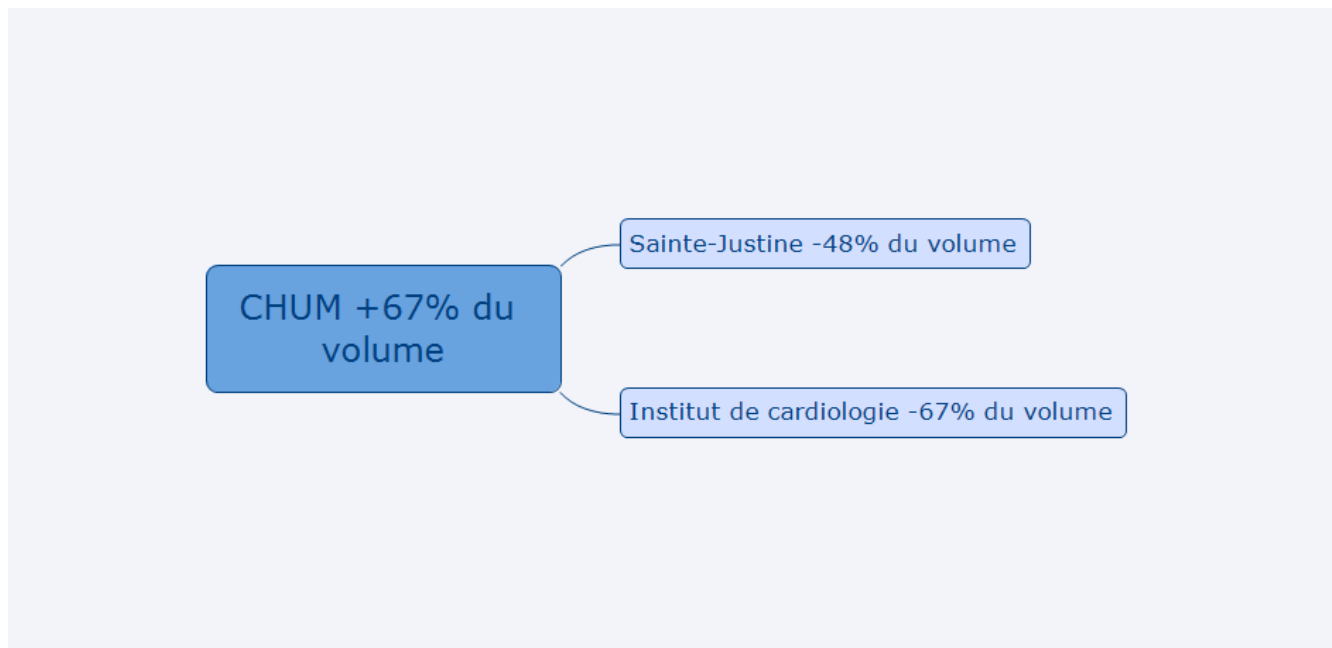 Sainte-Justine -48% du volume
CHUM +67% du
volume
Institut de cardiologie -67% du volume